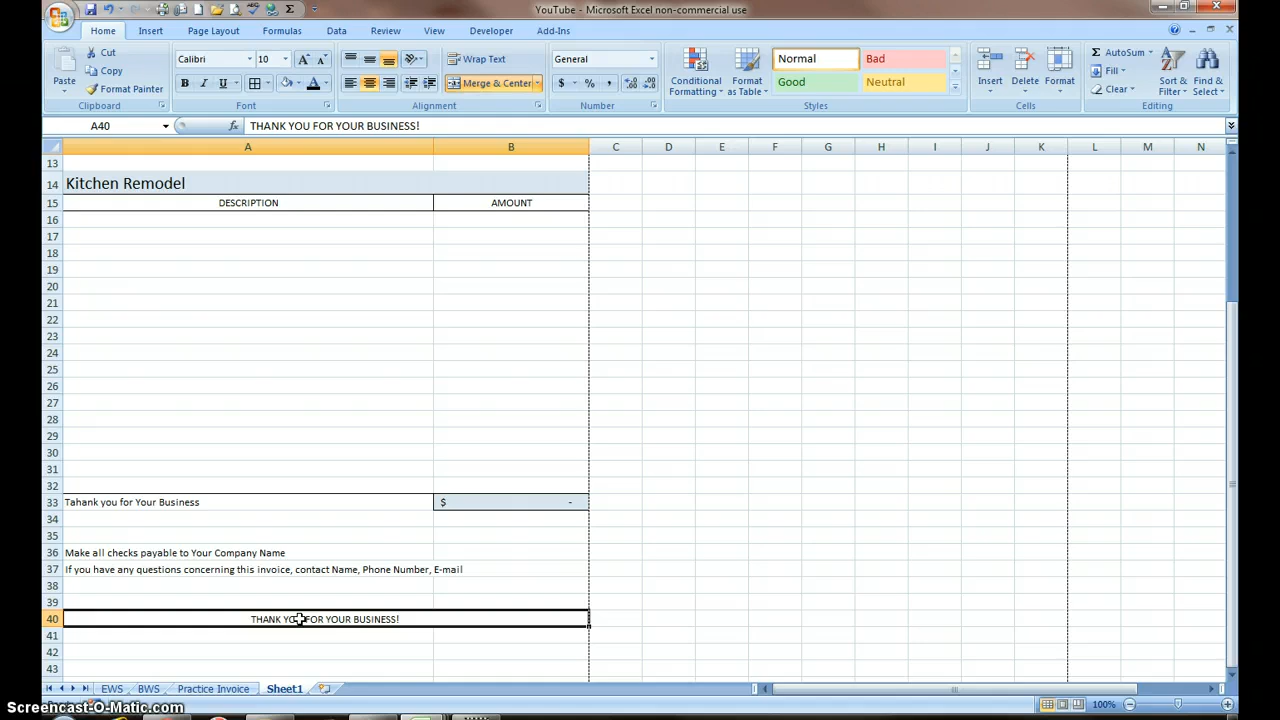 YouTube - Microsoft Excel non-commercial use
Home Insert Page Layout Formulas Data Review View Developer Add-Ins
Cut
Copy
Format Painter
Paste
Clipboard
Calibri 10
B I U
Font
Wrap Text
Merge & Center
Alignment
General
$ % ,
Number
Conditional Formatting
Format as Table
Normal Bad
Good Neutral
Styles
Insert Delete Format
Cells
AutoSum
Fill
Clear
Sort & Filter
Find & Select
Editing
A40 fx THANK YOU FOR YOUR BUSINESS!
A B C D E F G H I J K L M N
13
14 Kitchen Remodel
15 DESCRIPTION AMOUNT
16
17
18
19
20
21
22
23
24
25
26
27
28
29
30
31
32
33 Tahank you for Your Business $ -
34
35
36 Make all checks payable to Your Company Name
37 If you have any questions concerning this invoice, contact Name, Phone Number, E-mail
38
39
40 THANK YOU FOR YOUR BUSINESS!
41
42
43
EWS BWS Practice Invoice Sheet1
100%
Screencast-O-Matic.com